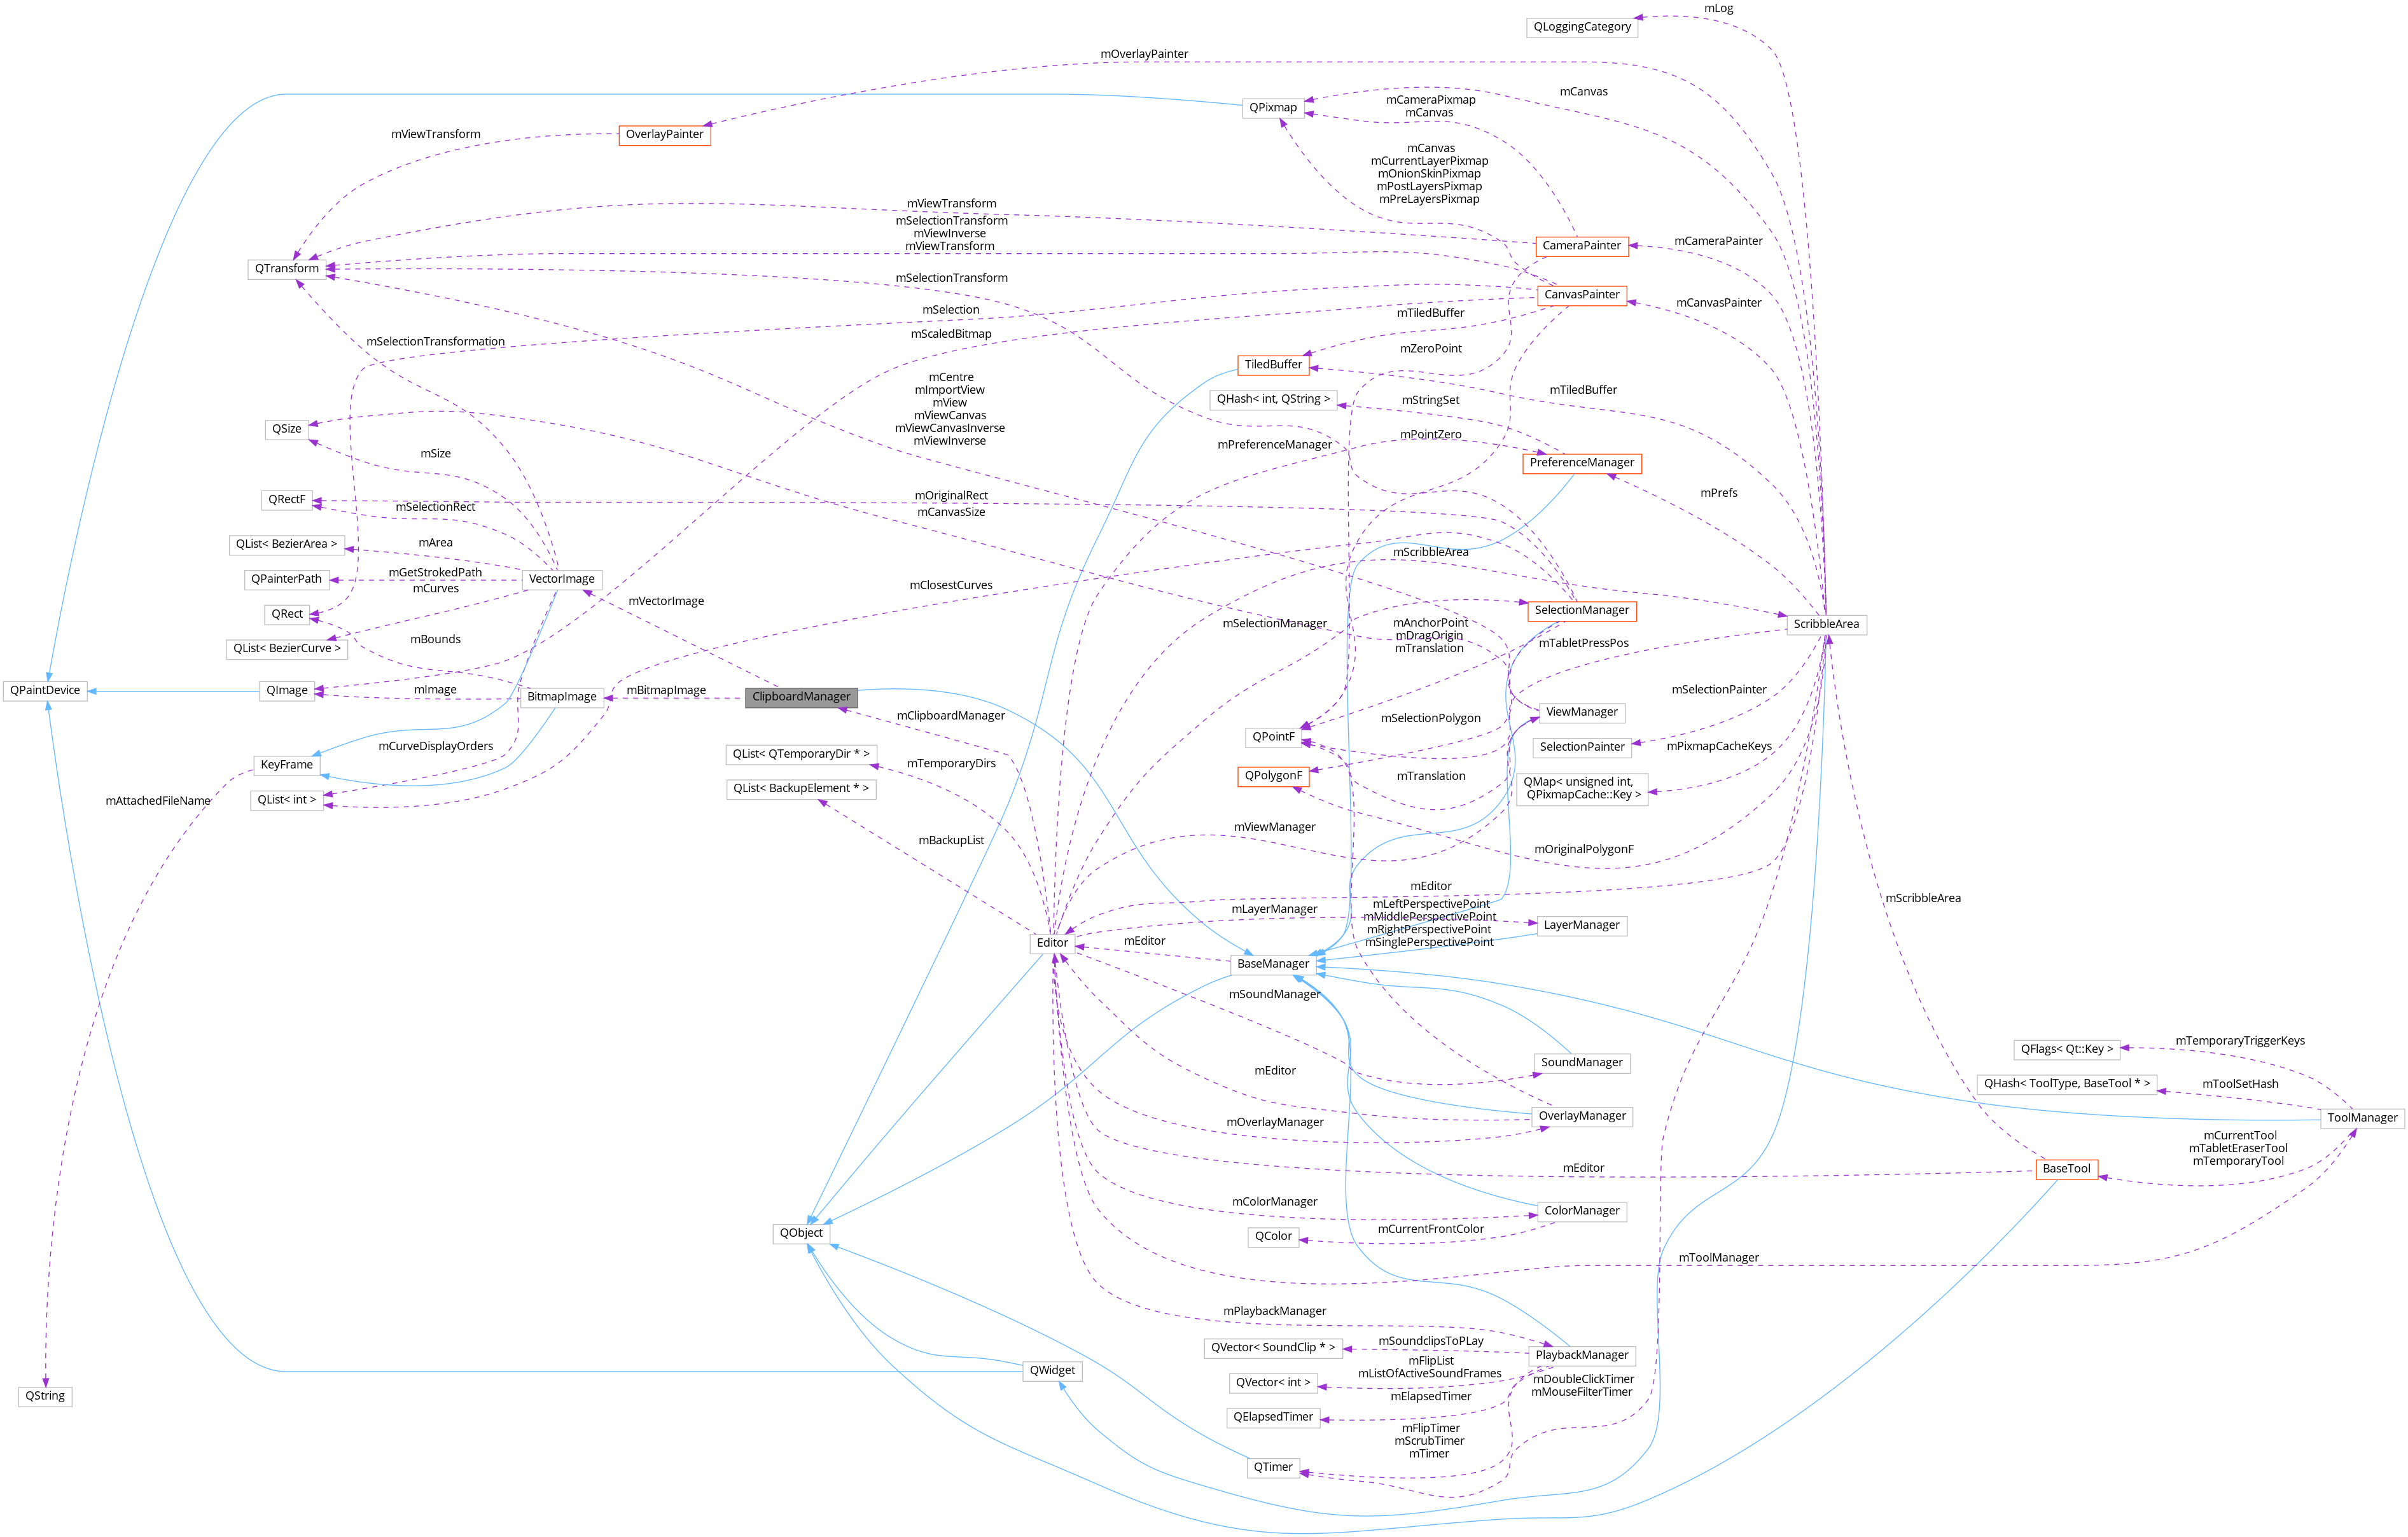 mLog
QLoggingCategory
mOverlayPainter
mCanvas
QPixmap
mCameraPixmap
mCanvas
OverlayPainter
mViewTransform
mCanvas
mCurrentLayerPixmap
mOnionSkinPixmap
mPostLayersPixmap
mPreLayersPixmap
mViewTransform
mSelectionTransform
mViewInverse
mViewTransform
CameraPainter
mCameraPainter
QTransform
mSelectionTransform
CanvasPainter
mCanvasPainter
mSelection
mTiledBuffer
mScaledBitmap
mSelectionTransformation
mZeroPoint
TiledBuffer
mCentre
mImportView
mView
mViewCanvas
mViewCanvasInverse
mViewInverse
mTiledBuffer
QHash< int, QString >
mStringSet
QSize
mSize
mPreferenceManager
mPointZero
PreferenceManager
QRectF
mSelectionRect
mOriginalRect
mCanvasSize
mPrefs
QList< BezierArea >
mArea
mScribbleArea
QPainterPath
mGetStrokedPath
mCurves
VectorImage
mClosestCurves
mVectorImage
QRect
SelectionManager
ScribbleArea
mBounds
QList< BezierCurve >
mSelectionManager
mAnchorPoint
mDragOrigin
mTranslation
mTabletPressPos
QPaintDevice
QImage
mImage
BitmapImage
mBitmapImage
ClipboardManager
mSelectionPainter
mClipboardManager
mSelectionPolygon
ViewManager
QPointF
SelectionPainter
mPixmapCacheKeys
mCurveDisplayOrders
QList< QTemporaryDir * >
mTemporaryDirs
KeyFrame
QPolygonF
mTranslation
QMap< unsigned int,
QPixmapCache::Key >
QList< BackupElement * >
mAttachedFileName
QList< int >
mBackupList
mViewManager
mOriginalPolygonF
mEditor
mScribbleArea
mLayerManager
mLeftPerspectivePoint
mMiddlePerspectivePoint
mRightPerspectivePoint
mSinglePerspectivePoint
LayerManager
Editor
mEditor
BaseManager
mSoundManager
QFlags< Qt::Key >
mTemporaryTriggerKeys
SoundManager
mEditor
QHash< ToolType, BaseTool * >
mToolSetHash
OverlayManager
mOverlayManager
ToolManager
mCurrentTool
mTabletEraserTool
mTemporaryTool
mEditor
BaseTool
mColorManager
ColorManager
QObject
QColor
mCurrentFrontColor
mToolManager
mPlaybackManager
QVector< SoundClip * >
mSoundclipsToPLay
PlaybackManager
QWidget
QVector< int >
mFlipList
mListOfActiveSoundFrames
mDoubleClickTimer
mMouseFilterTimer
QString
mElapsedTimer
QElapsedTimer
mFlipTimer
mScrubTimer
mTimer
QTimer